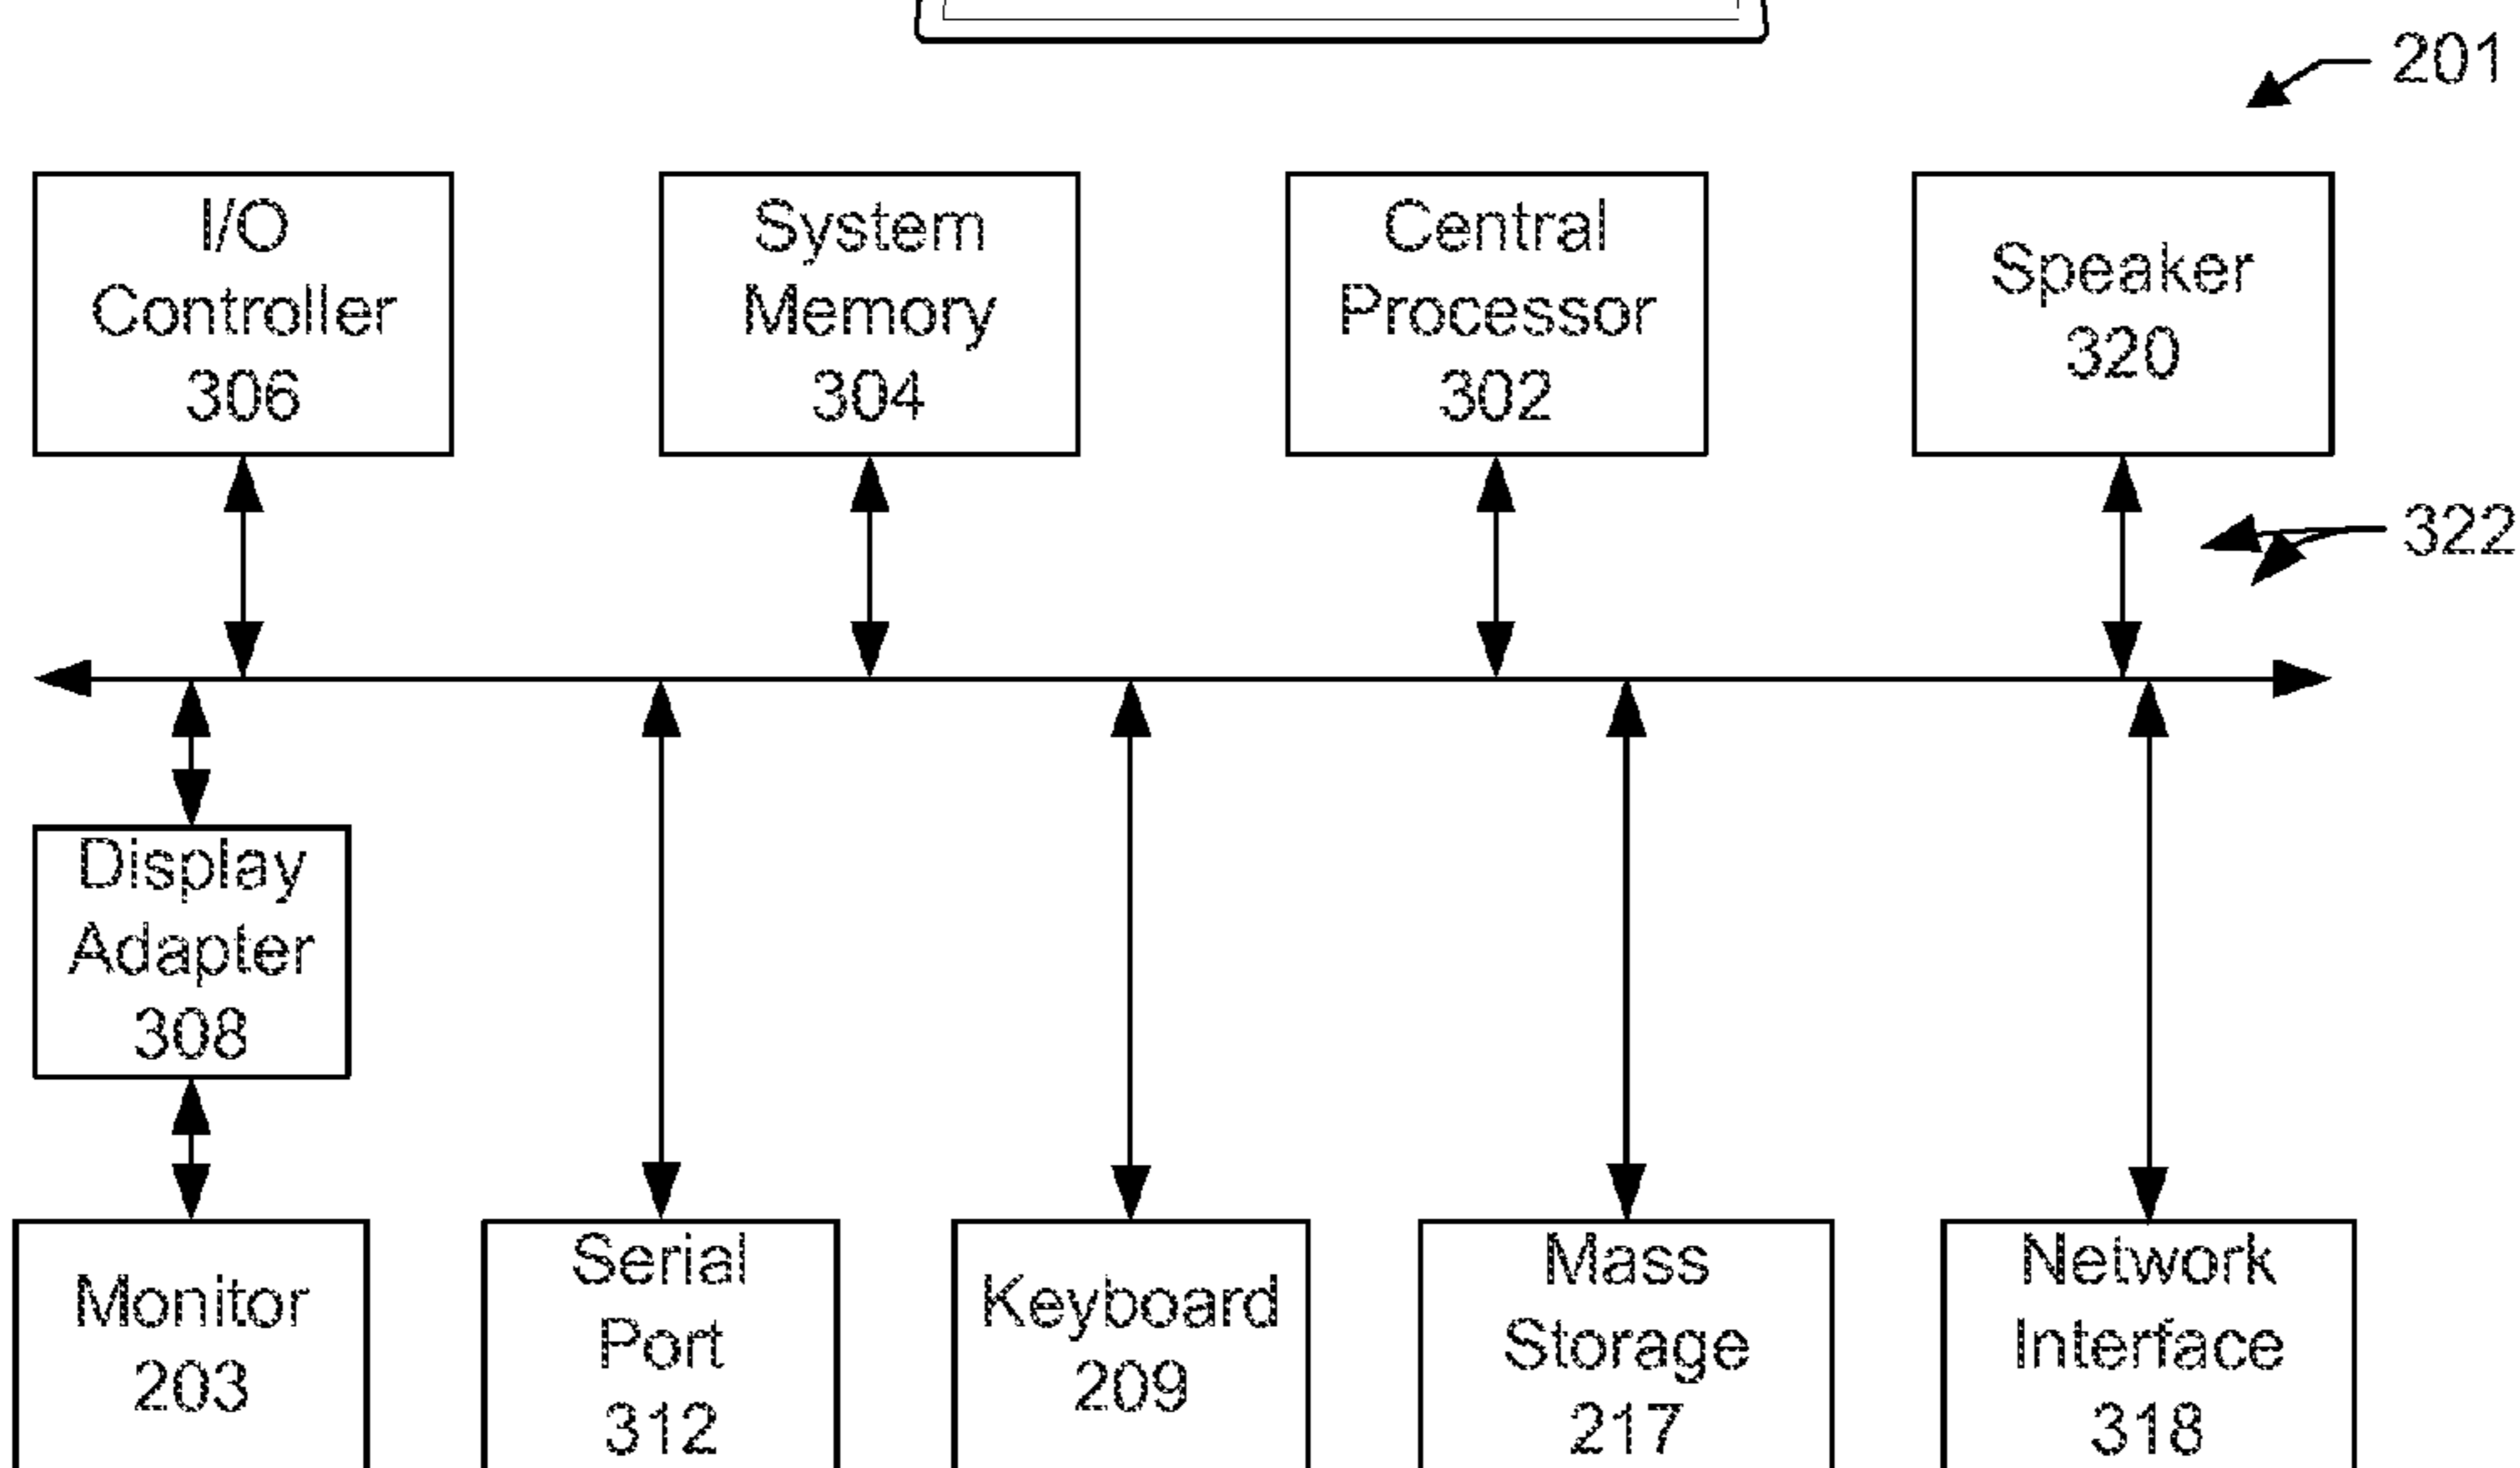 201
I/O
Controller
306
System
Memory
304
Central
Processor
302
Speaker
320
322
Display
Adapter
308
Monitor
203
Serial
Port
312
Keyboard
209
Mass
Storage
217
Network
Interface
318